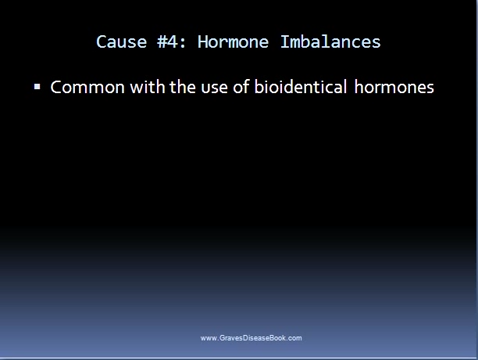 Cause #4: Hormone Imbalances
Common with the use of bioidentical hormones
www.GravesDiseaseBook.com